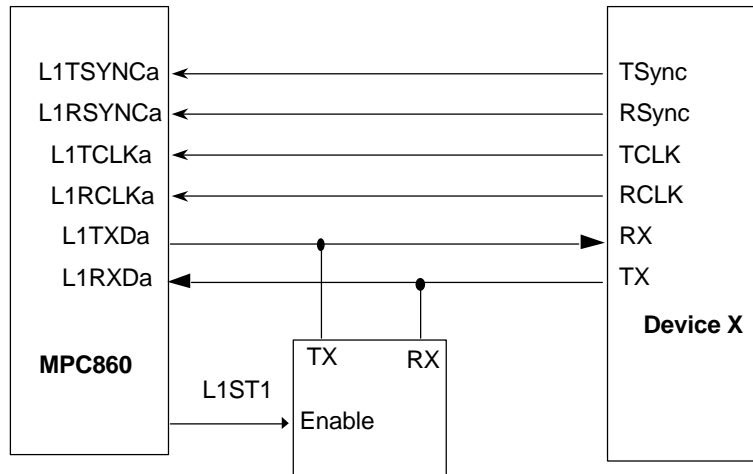 L1TSYNCa TSync
L1RSYNCa RSync
L1TCLKa TCLK
L1RCLKa RCLK
L1TXDa RX
L1RXDa TX
Device X
TX RX
MPC860
L1ST1
Enable